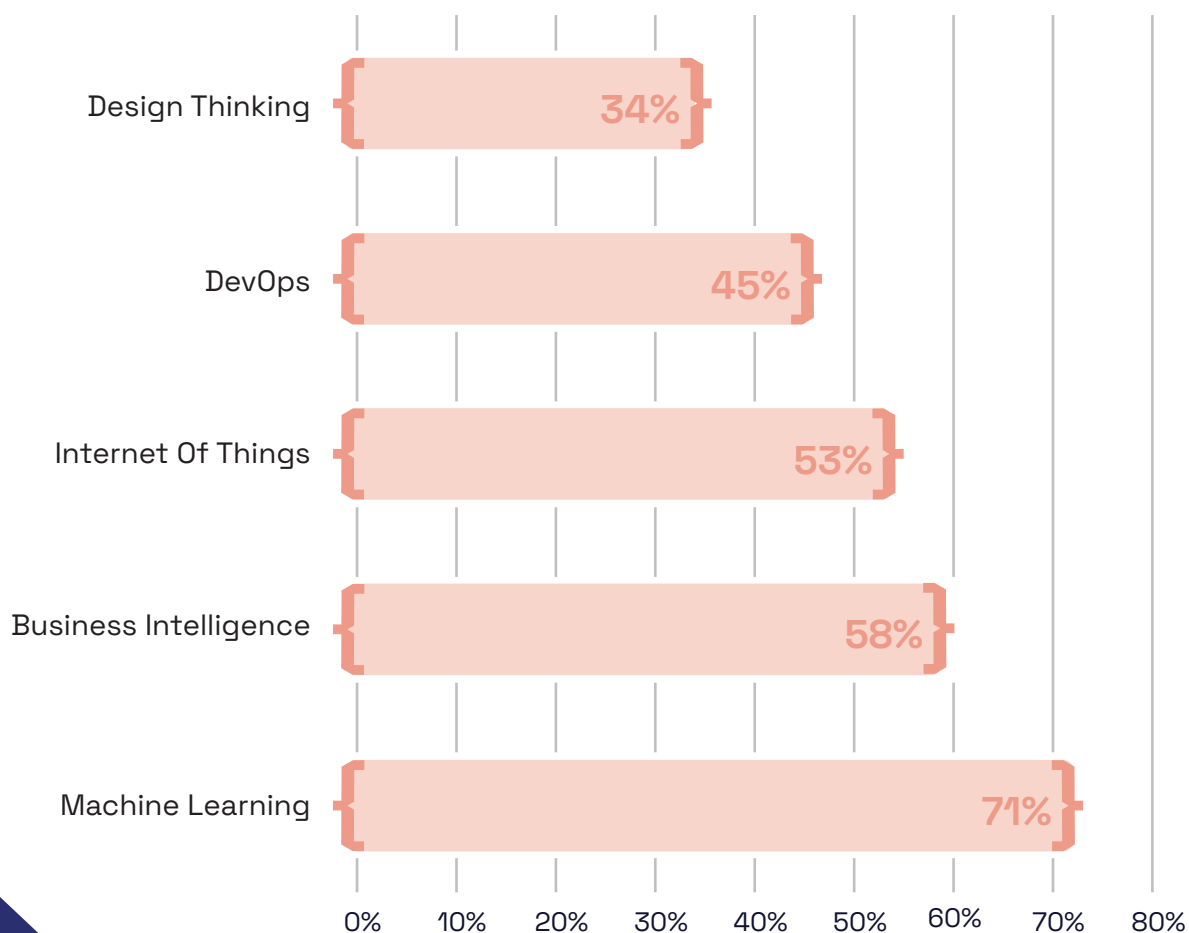 Design Thinking
34%
DevOps
45%
Internet Of Things
53%
Business Intelligence
58%
Machine Learning
71%
0% 10% 20% 30% 40% 50% 60% 70% 80%